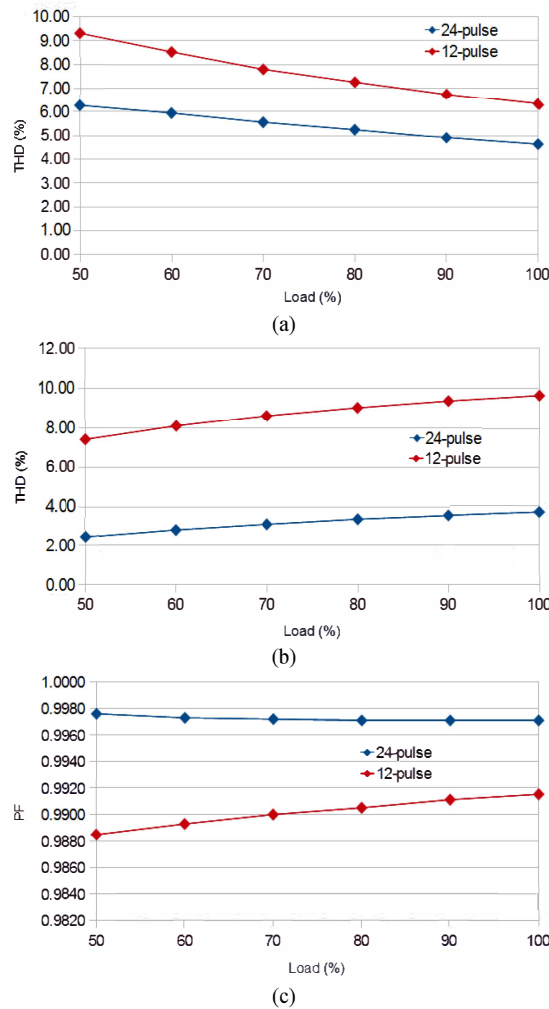 10.00
9.00
8.00
7.00
6.00
5.00
4.00
3.00
2.00
1.00
0.00
THD (%)
24-pulse
12-pulse
50 60 70 80 90 100
Load (%)
(a)
12.00
10.00
8.00
6.00
4.00
2.00
0.00
THD (%)
24-pulse
12-pulse
50 60 70 80 90 100
Load (%)
(b)
1.0000
0.9980
0.9960
0.9940
0.9920
0.9900
0.9880
0.9860
0.9840
0.9820
PF
24-pulse
12-pulse
50 60 70 80 90 100
Load (%)
(c)